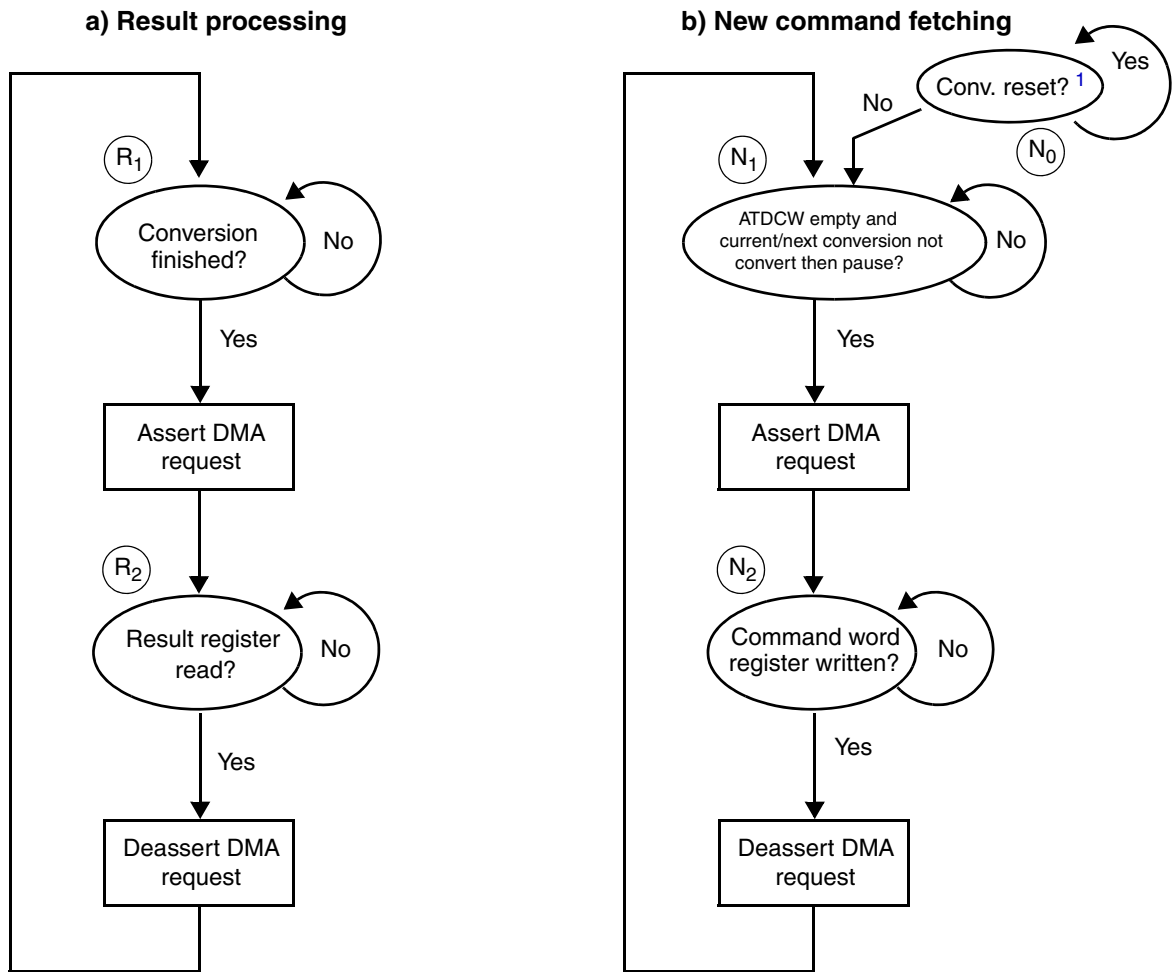 a) Result processing
R1
Conversion
finished?
No
Yes
Assert DMA
request
R2
Result register
read?
No
Yes
Deassert DMA
request
b) New command fetching
Conv. reset? 1
Yes
No
N0
N1
ATDCW empty and
current/next conversion not
convert then pause?
No
Yes
Assert DMA
request
N2
Command word
register written?
No
Yes
Deassert DMA
request